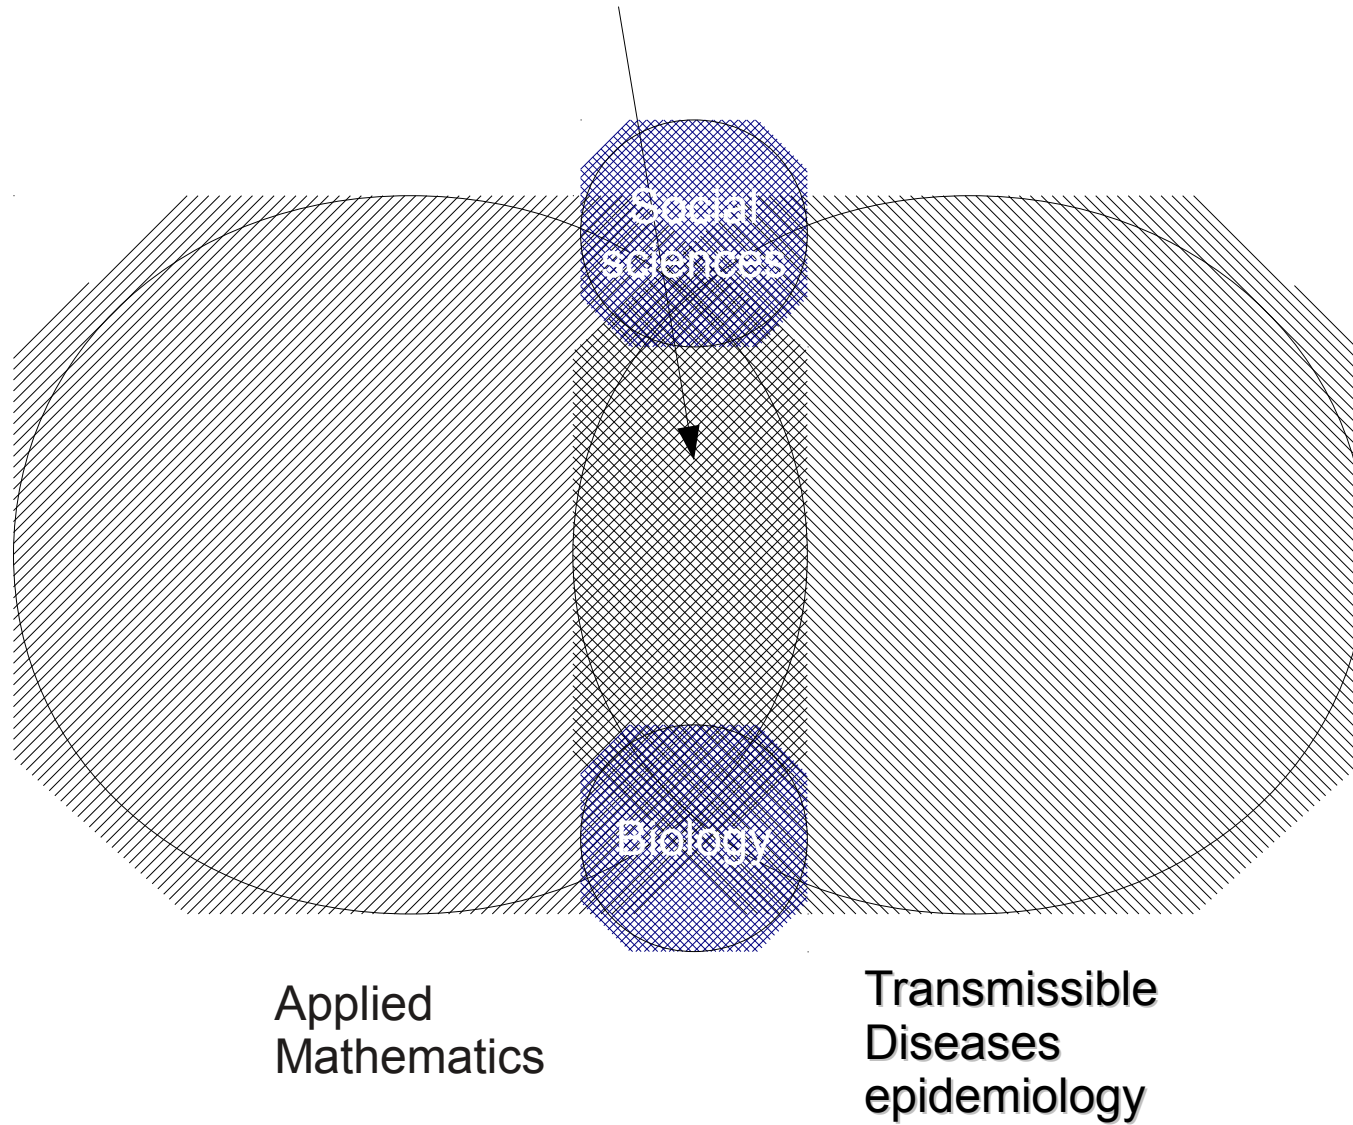 Social
sciences
Biology
Applied
Mathematics
Transmissible
Diseases
epidemiology